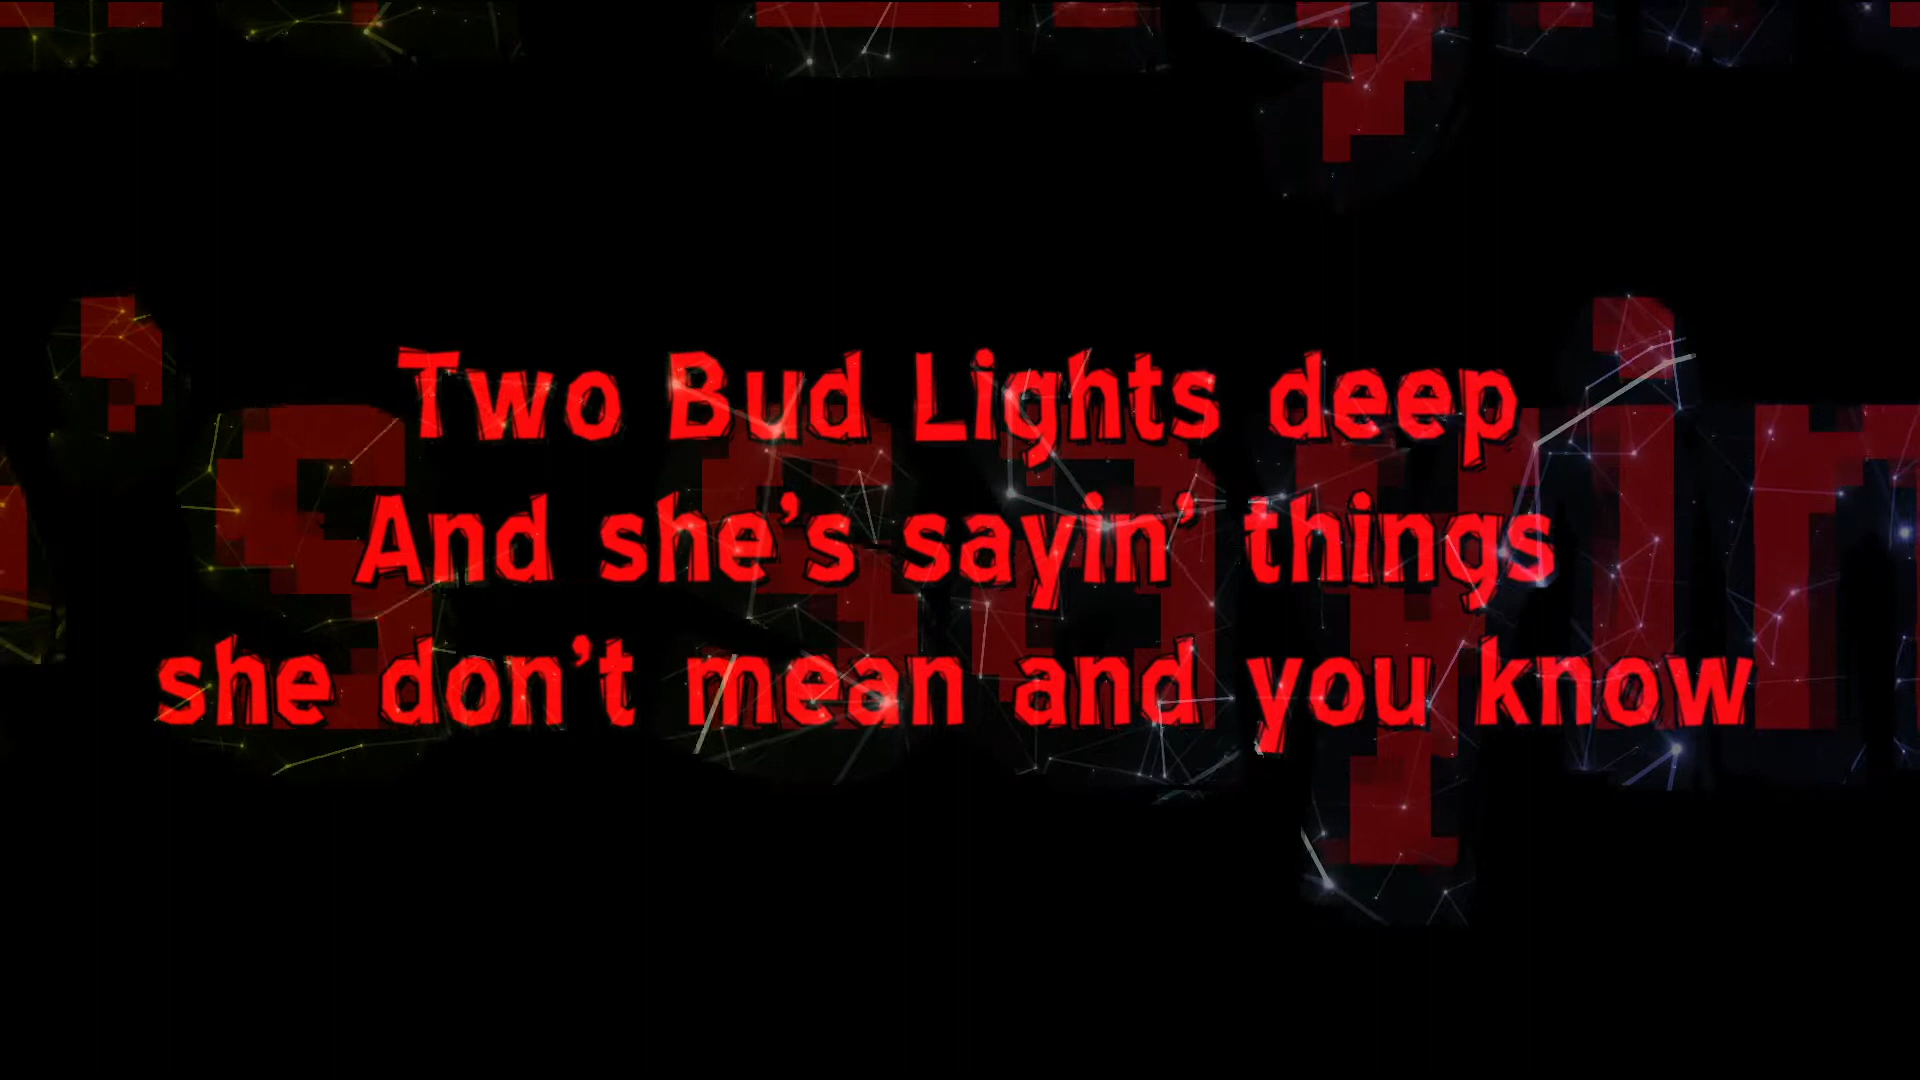 Two Bud Lights deep
And she's sayin' things
she don't mean and you know